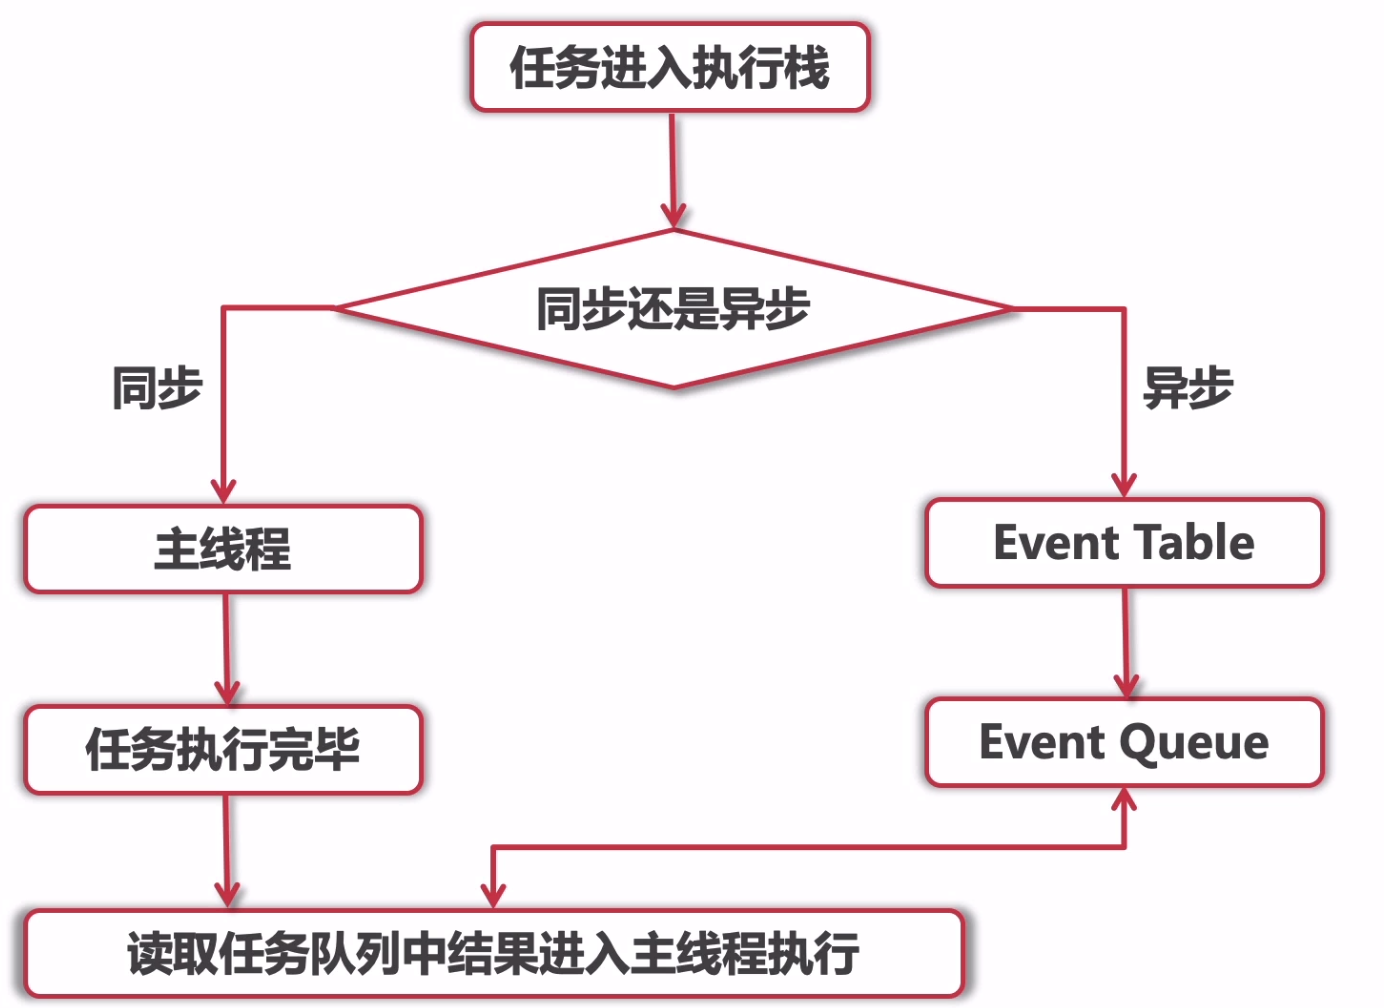 任务进入执行栈
同步还是异步
同步
异步
主线程
Event Table
任务执行完毕
Event Queue
读取任务队列中结果进入主线程执行